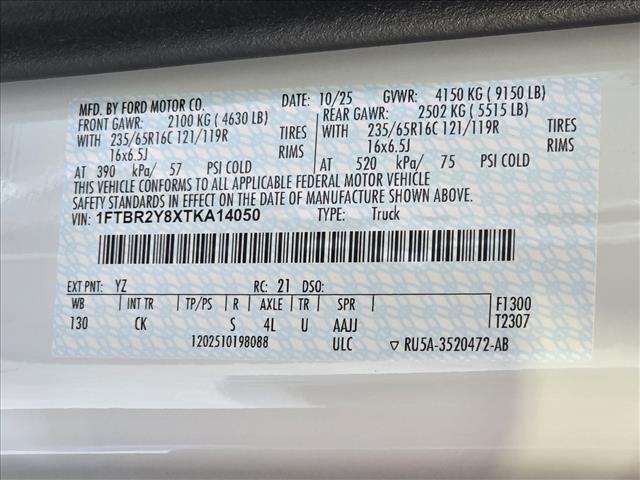 MFD. BY FORD MOTOR CO. DATE: 10/25 GVWR: 4150 KG ( 9150 LB)
FRONT GAWR: 2100 KG ( 4630 LB) REAR GAWR: 2502 KG ( 5515 LB)
WITH 235/65R16C 121/119R TIRES WITH 235/65R16C 121/119R TIRES
16x6.5J RIMS 16x6.5J RIMS
AT 390 kPa/ 57 PSI COLD AT 520 kPa/ 75 PSI COLD
THIS VEHICLE CONFORMS TO ALL APPLICABLE FEDERAL MOTOR VEHICLE
SAFETY STANDARDS IN EFFECT ON THE DATE OF MANUFACTURE SHOWN ABOVE.
VIN: 1FTBR2Y8XTKA14050 TYPE: Truck
EXT PNT: YZ RC: 21 DSO:
WB INT TR TP/PS R AXLE TR SPR F1300
130 CK S 4L U AAJJ T2307
1202510198088 ULC ▽ RU5A-3520472-AB